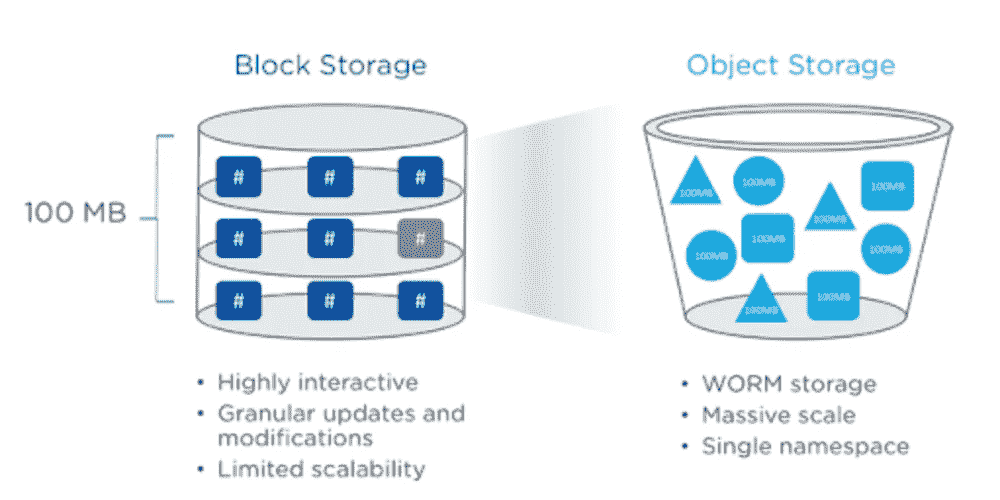 Block Storage
Object Storage
100 MB
# # #
# # #
# # #
100MB
100MB
100MB
100MB
100MB
100MB
100MB
100MB
100MB
• Highly interactive
• Granular updates and
modifications
• Limited scalability
• WORM storage
• Massive scale
• Single namespace